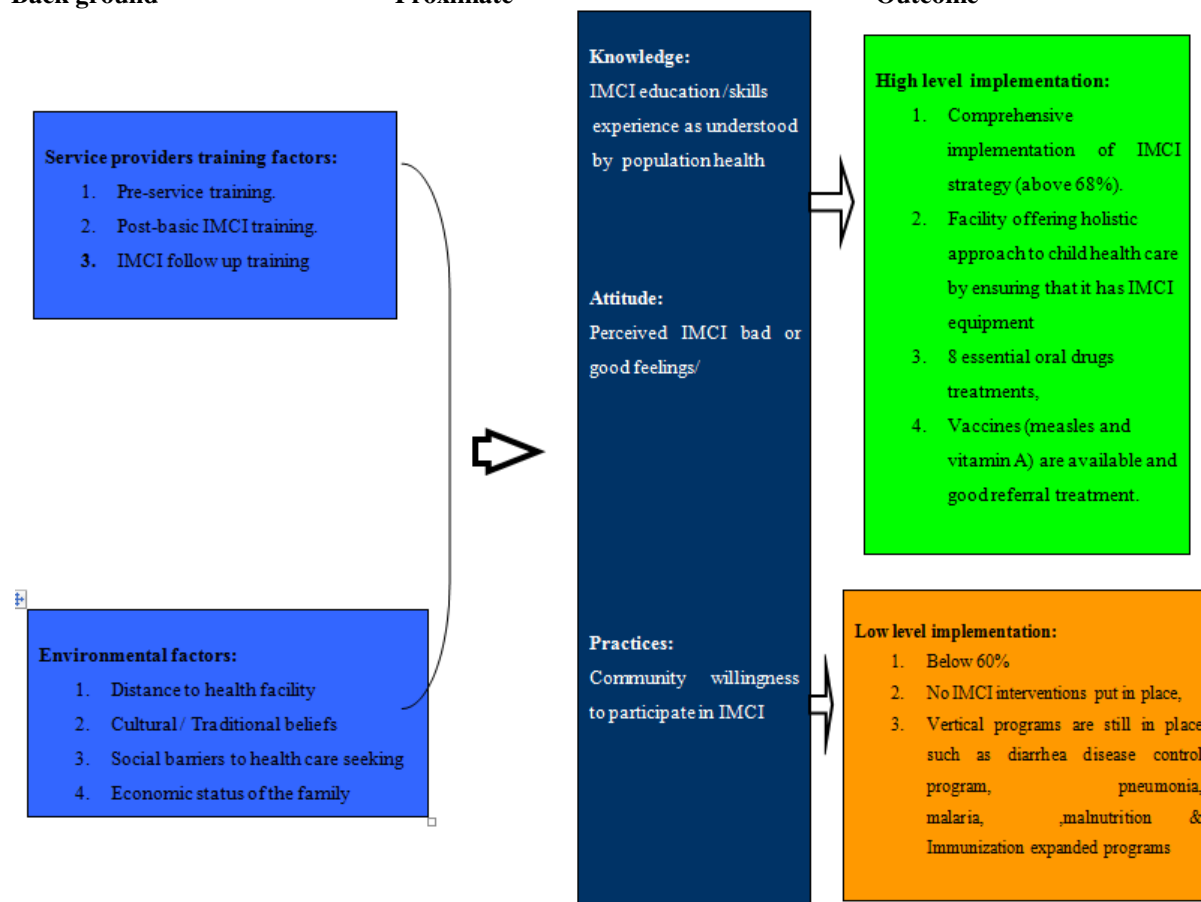 Back ground
Proximate
Outcome
Service providers training factors:
1. Pre-service training.
2. Post-basic IMCI training.
3. IMCI follow up training
Environmental factors:
1. Distance to health facility
2. Cultural / Traditional beliefs
3. Social barriers to health care seeking
4. Economic status of the family
Knowledge:
IMCI education /skills
experience as understood
by population health
Attitude:
Perceived IMCI bad or
good feelings/
Practices:
Community willingness
to participate in IMCI
High level implementation:
1. Comprehensive
implementation of IMCI
strategy (above 68%).
2. Facility offering holistic
approach to child health care
by ensuring that it has IMCI
equipment
3. 8 essential oral drugs
treatments,
4. Vaccines (measles and
vitamin A) are available and
good referral treatment.
Low level implementation:
1. Below 60%
2. No IMCI interventions put in place,
3. Vertical programs are still in place
such as diarrhea disease control
program, pneumonia,
malaria, ,malnutrition &
Immunization expanded programs